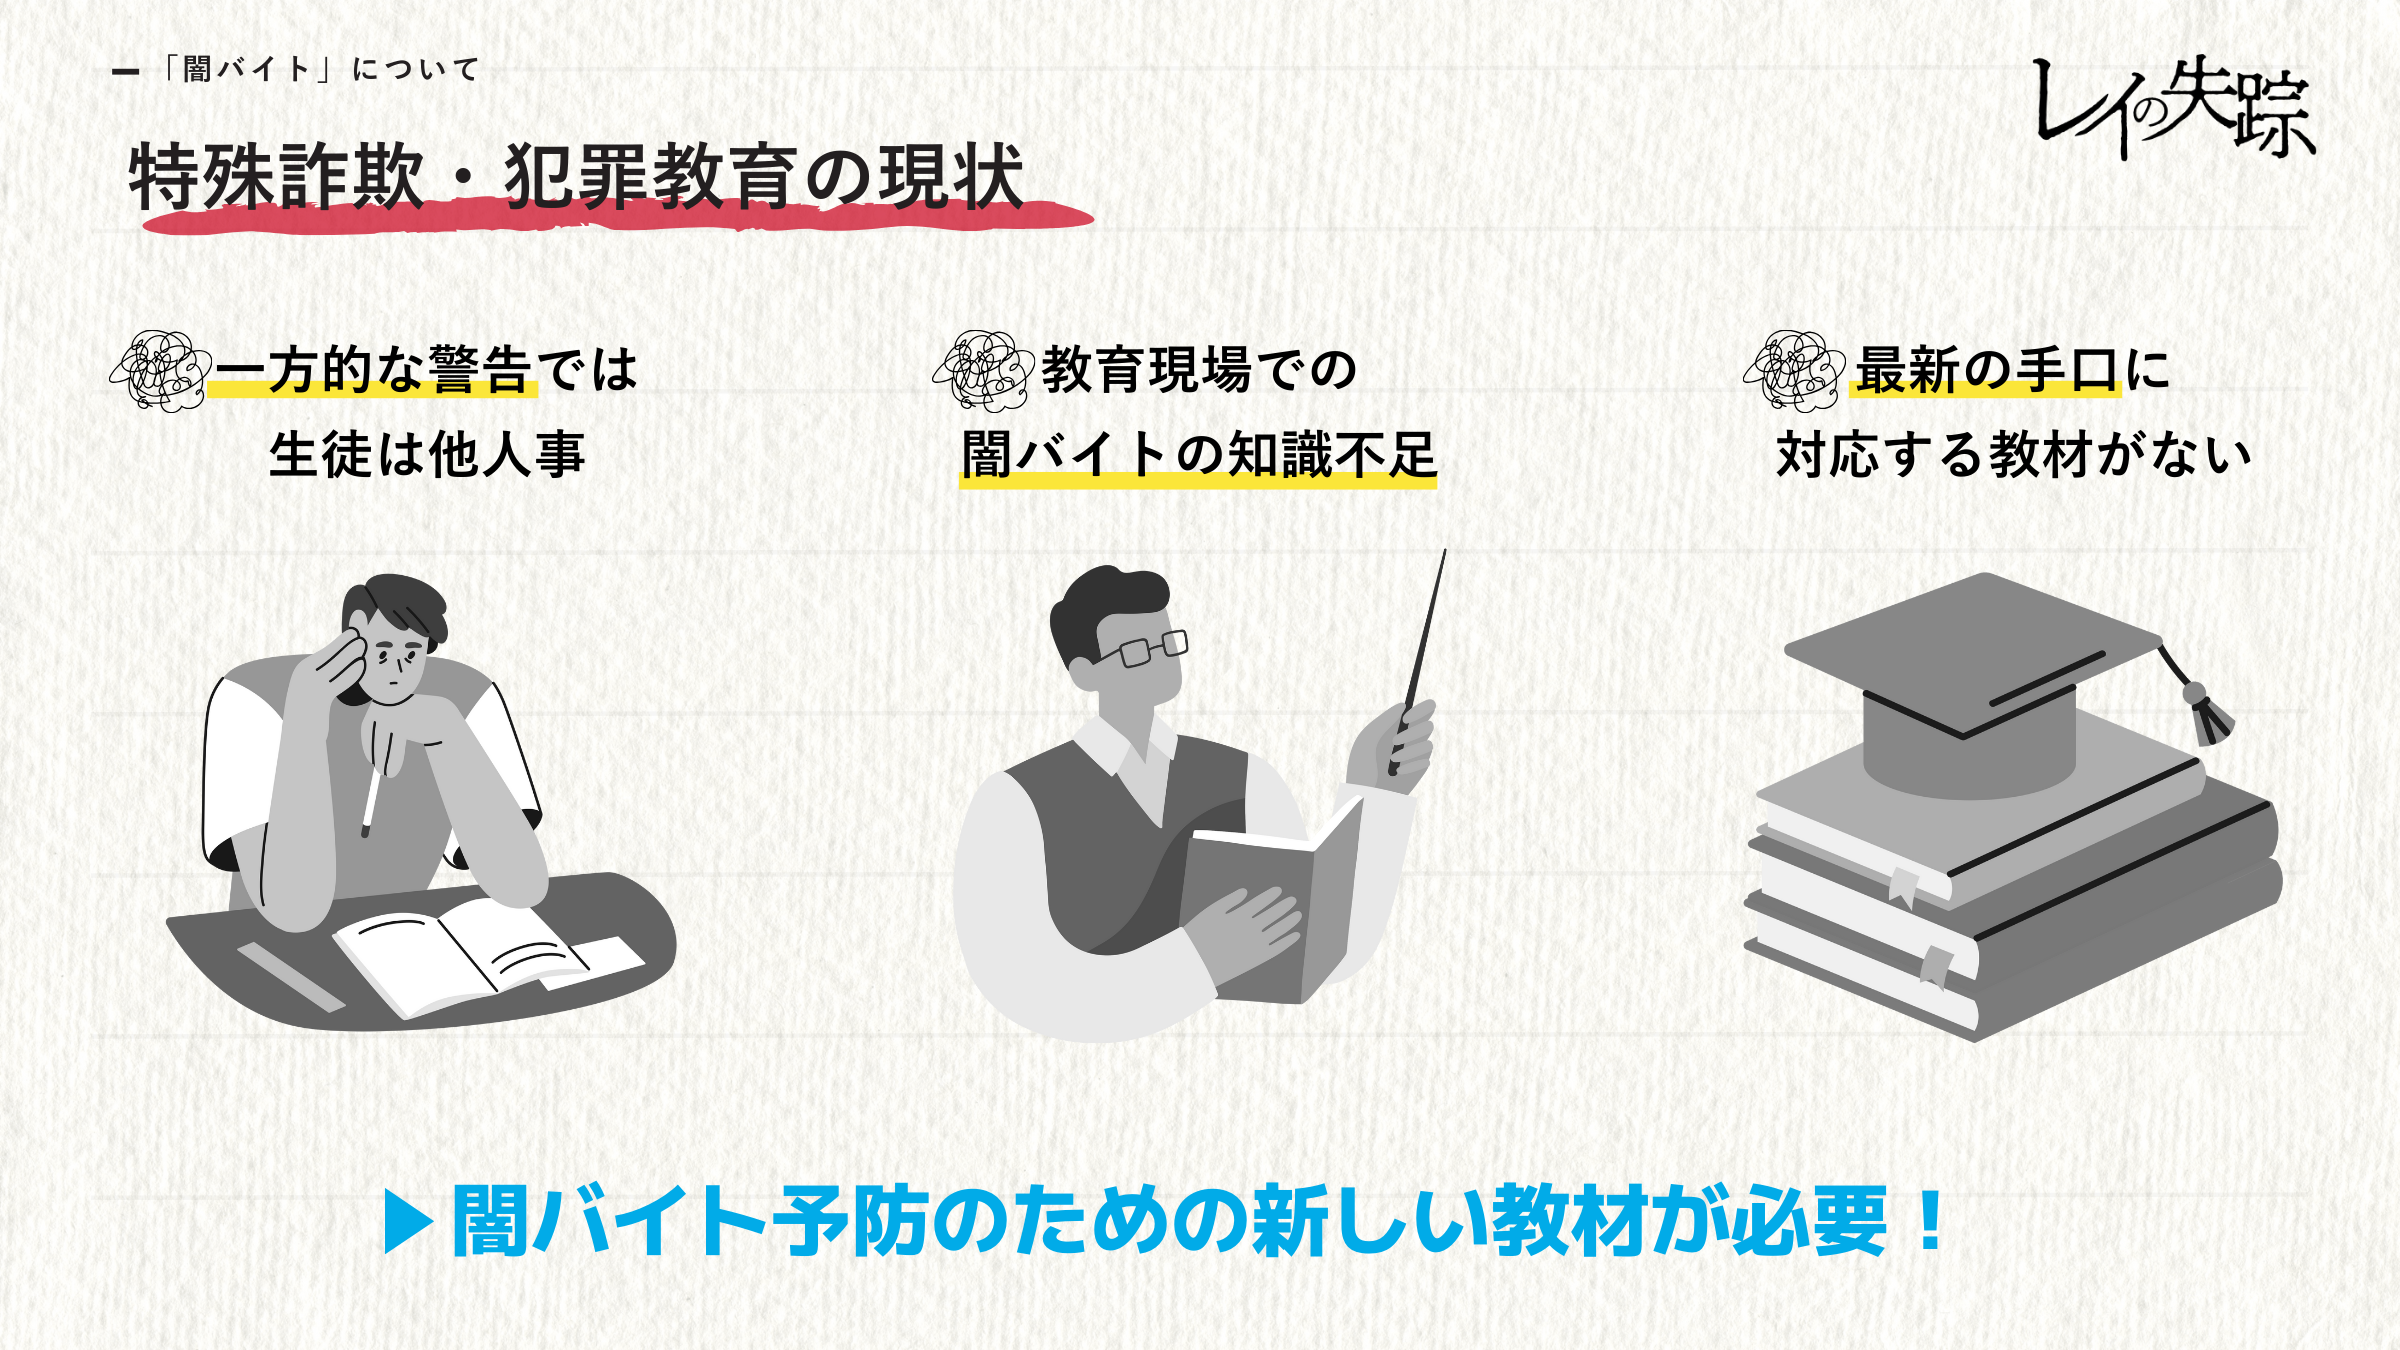 ー「闇バイト」について
レイの失踪
特殊詐欺・犯罪教育の現状
一方的な警告では
生徒は他人事
教育現場での
闇バイトの知識不足
最新の手口に
対応する教材がない
▶闇バイト予防のための新しい教材が必要！